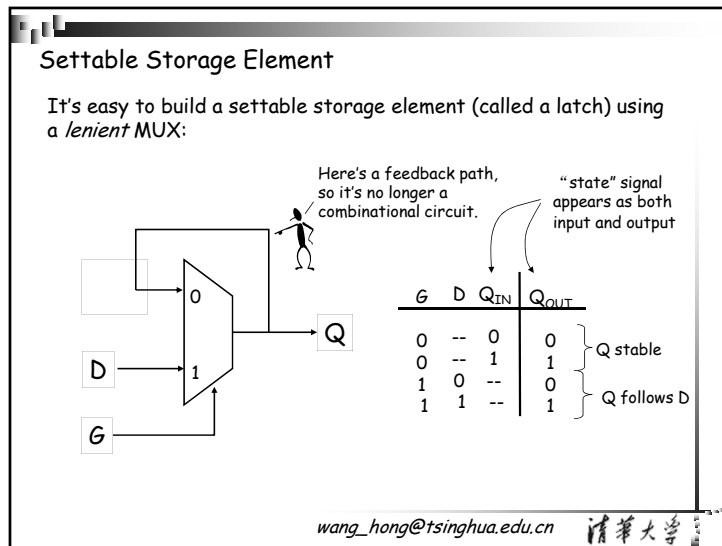 Settable Storage Element
It's easy to build a settable storage element (called a latch) using
a lenient MUX:
Here's a feedback path,
so it's no longer a
combinational circuit.
“state” signal
appears as both
input and output
0
1
D
G
Q
G D QIN QOUT
0 -- 0 0
0 -- 1 1
1 0 -- 0
1 1 -- 1
Q stable
Q follows D
wang_hong@tsinghua.edu.cn
清華大学